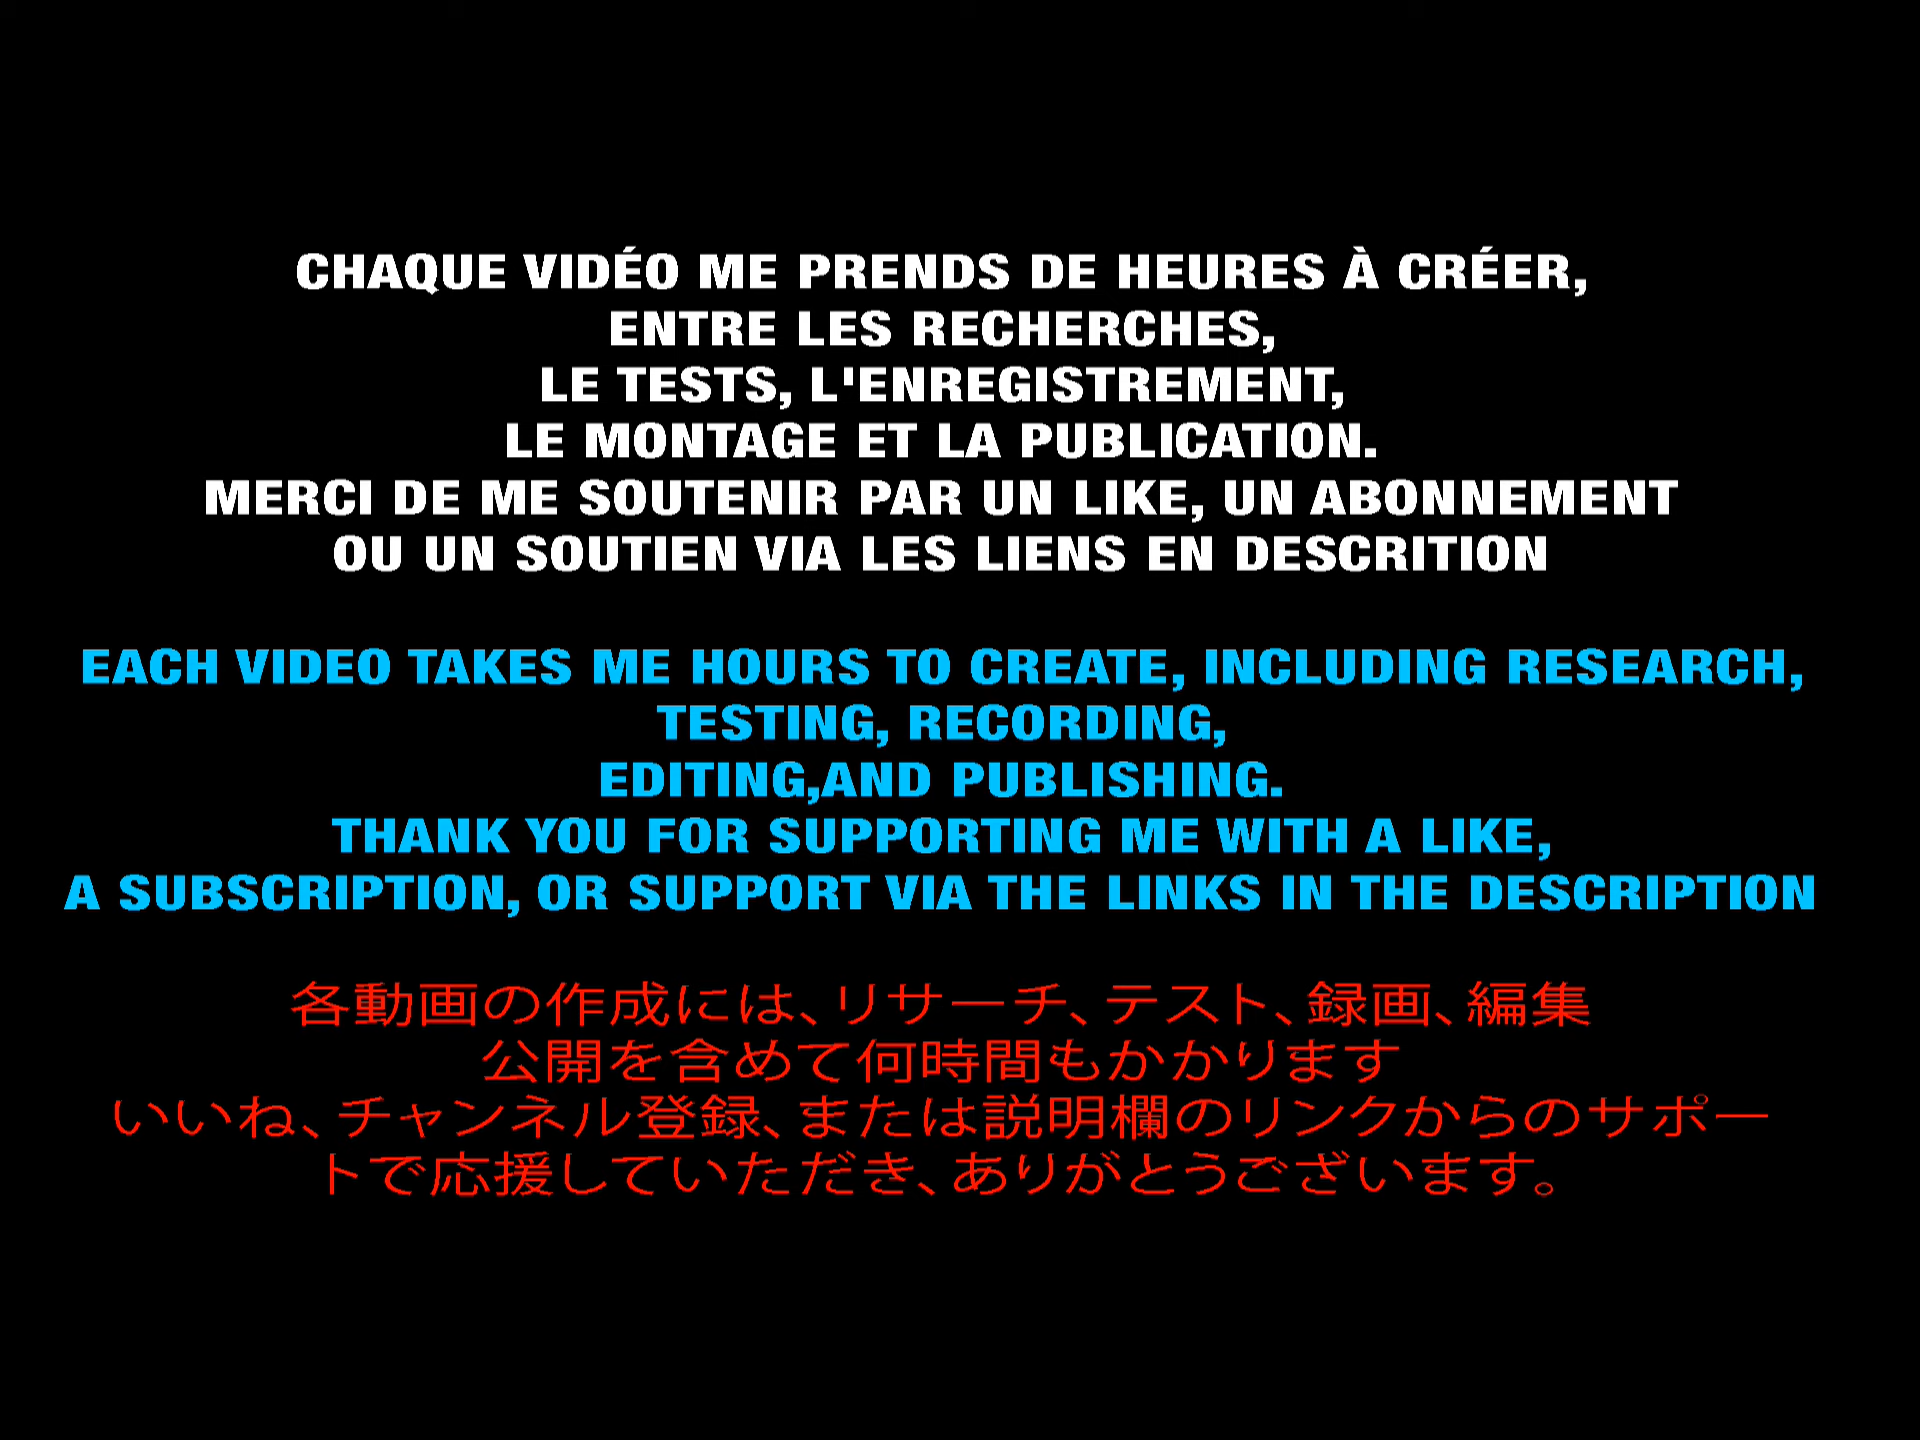 CHAQUE VIDÉO ME PRENDS DE HEURES À CRÉER,
ENTRE LES RECHERCHES,
LE TESTS, L'ENREGISTREMENT,
LE MONTAGE ET LA PUBLICATION.
MERCI DE ME SOUTENIR PAR UN LIKE, UN ABONNEMENT
OU UN SOUTIEN VIA LES LIENS EN DESCRITION
EACH VIDEO TAKES ME HOURS TO CREATE, INCLUDING RESEARCH,
TESTING, RECORDING,
EDITING,AND PUBLISHING.
THANK YOU FOR SUPPORTING ME WITH A LIKE,
A SUBSCRIPTION, OR SUPPORT VIA THE LINKS IN THE DESCRIPTION
各動画の作成には、リサーチ、テスト、録画、編集
公開を含めて何時間もかかります
いいね、チャンネル登録、または説明欄のリンクからのサポー
トで応援していただき、ありがとうございます。